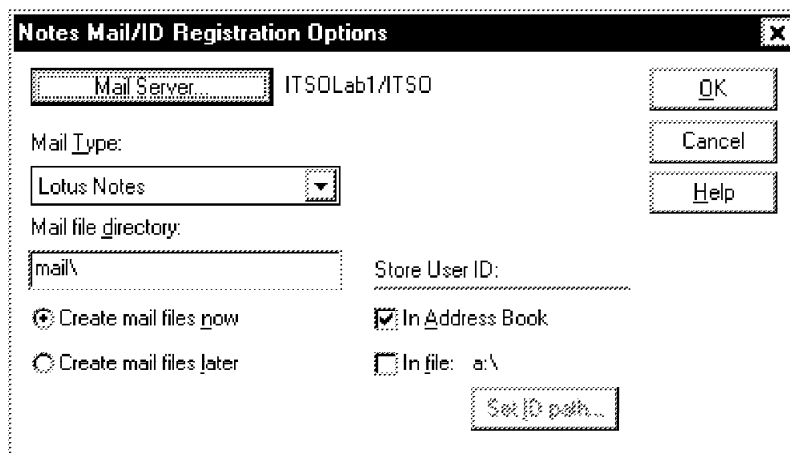 Notes Mail/ID Registration Options
Mail Server... ITSOLab1/ITSO
OK
Mail Type:
Cancel
Lotus Notes
Help
Mail file directory:
mail\
Store User ID:
Create mail files now
In Address Book
Create mail files later
In file: a:\
Set ID path...